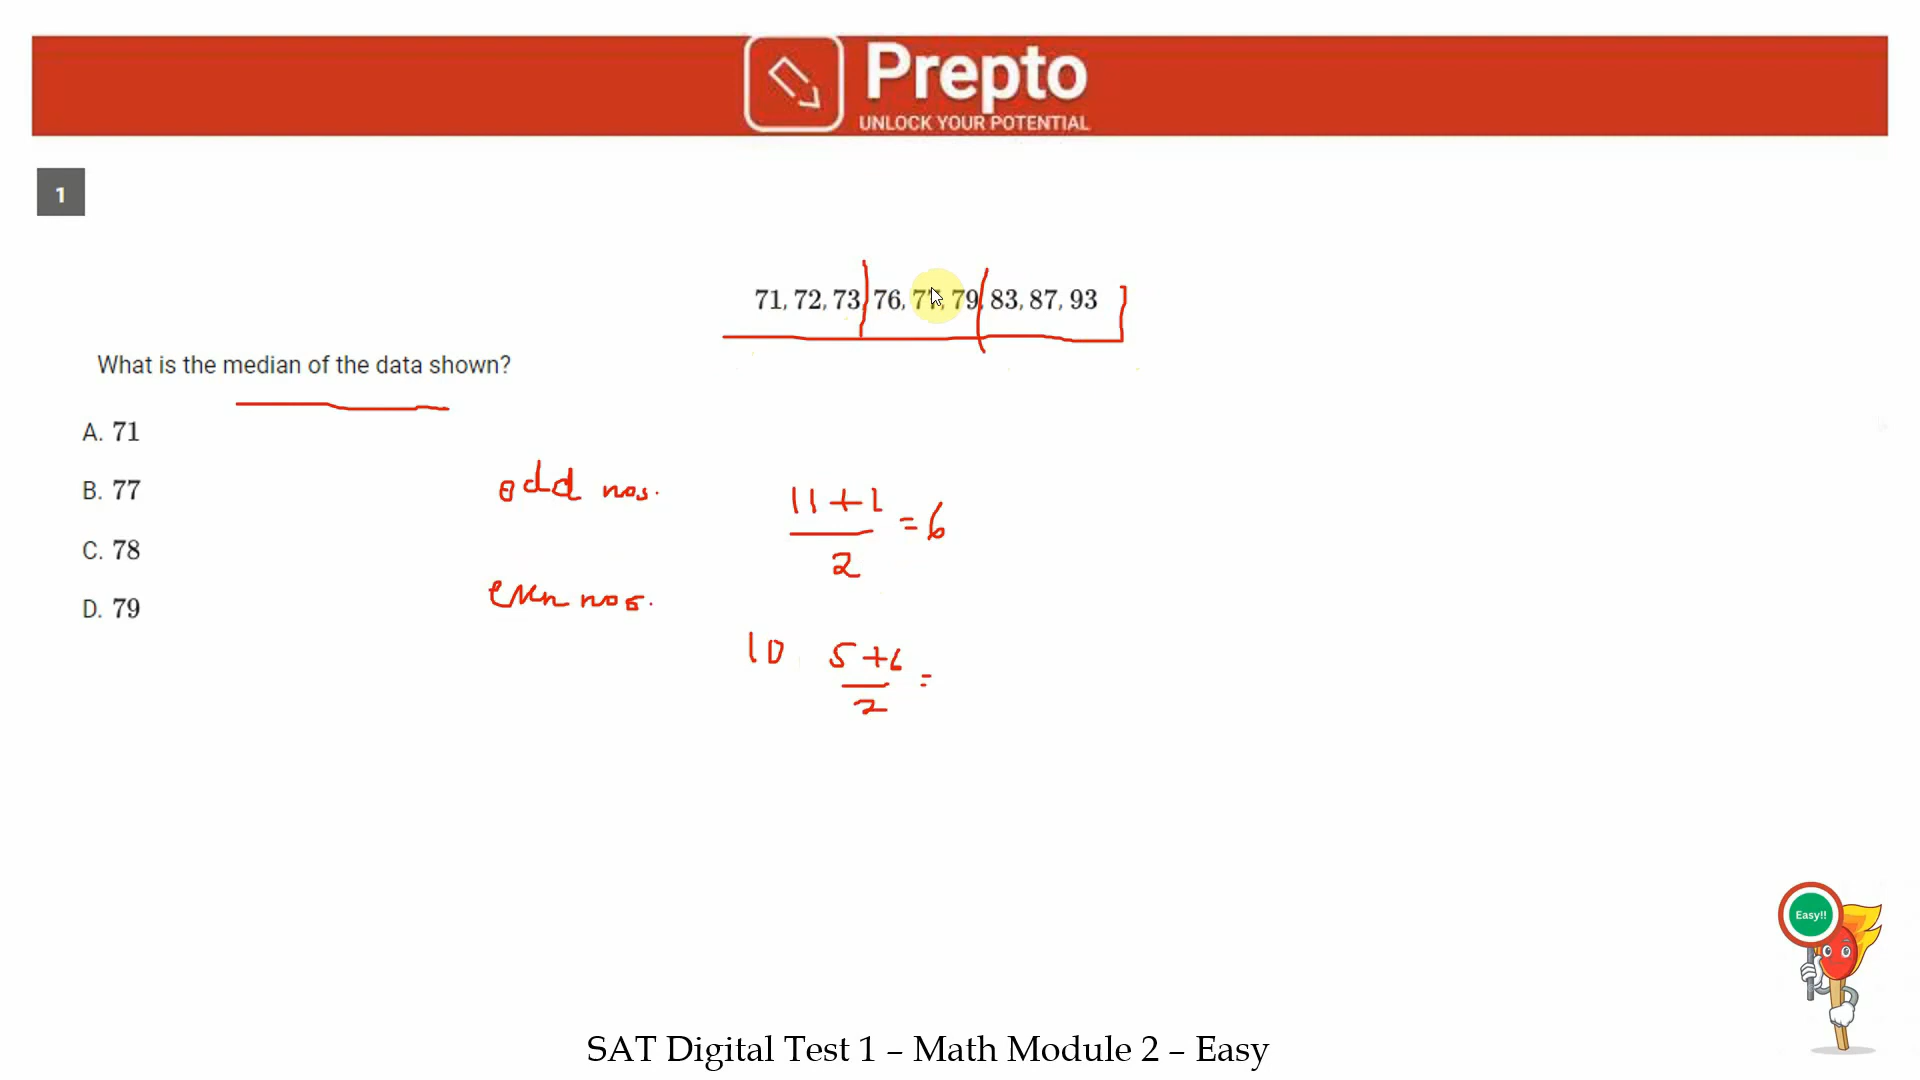 Prepto
UNLOCK YOUR POTENTIAL
1
71, 72, 73, 76, 77, 79, 83, 87, 93
What is the median of the data shown?
A. 71
B. 77
C. 78
D. 79
odd nos.
11 + 1
= 6
2
even nos.
10
5 + 6
=
2
Easy!!
SAT Digital Test 1 – Math Module 2 – Easy